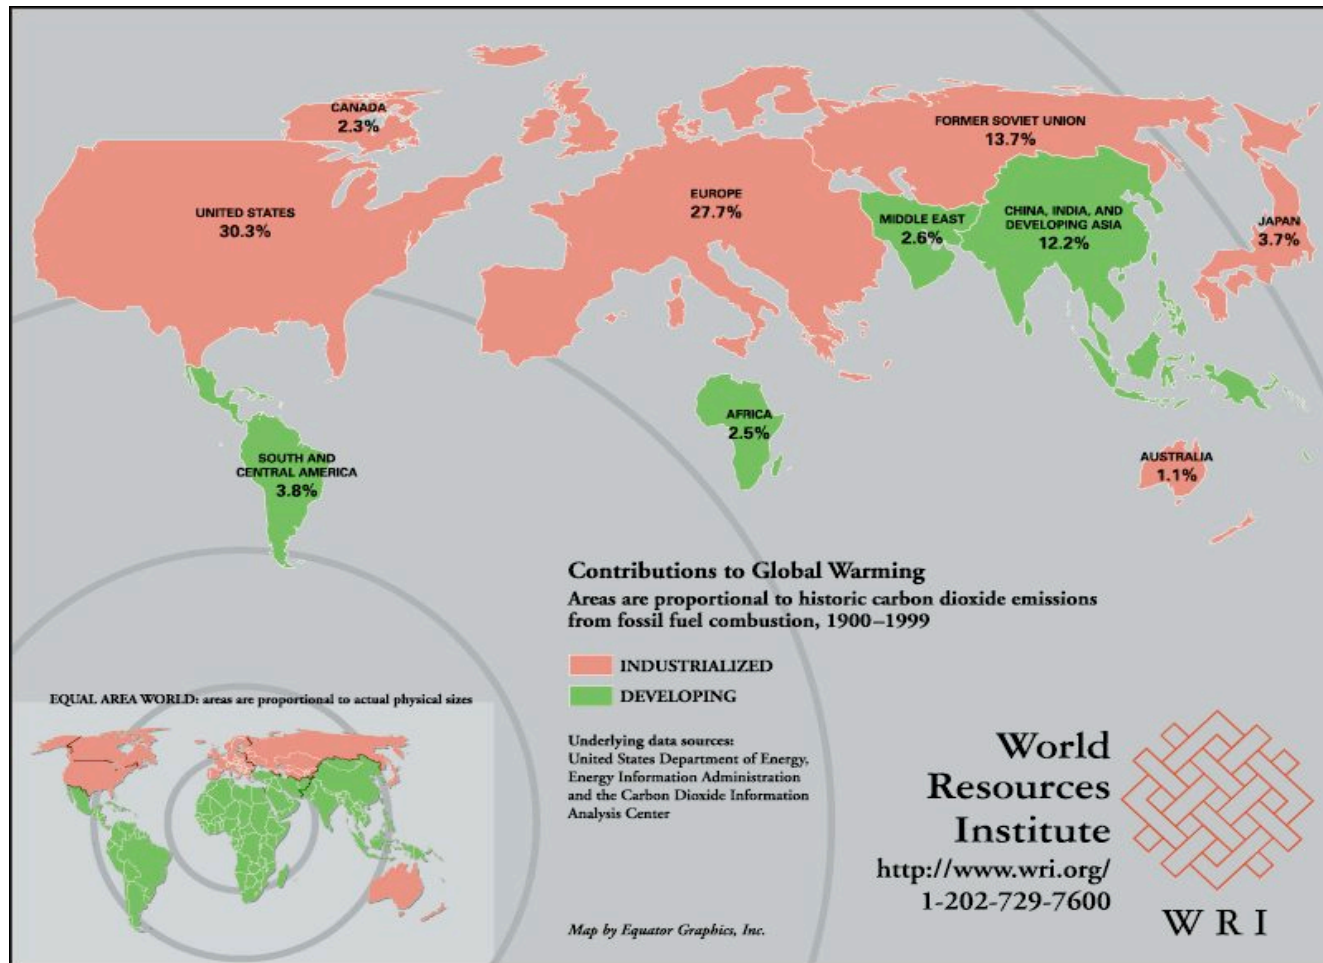 CANADA
2.3%
FORMER SOVIET UNION
13.7%
UNITED STATES
30.3%
EUROPE
27.7%
MIDDLE EAST
2.6%
CHINA, INDIA, AND
DEVELOPING ASIA
12.2%
JAPAN
3.7%
AFRICA
2.5%
SOUTH AND
CENTRAL AMERICA
3.8%
AUSTRALIA
1.1%
Contributions to Global Warming
Areas are proportional to historic carbon dioxide emissions
from fossil fuel combustion, 1900–1999
INDUSTRIALIZED
DEVELOPING
EQUAL AREA WORLD: areas are proportional to actual physical sizes
Underlying data sources:
United States Department of Energy,
Energy Information Administration
and the Carbon Dioxide Information
Analysis Center
Map by Equator Graphics, Inc.
World
Resources
Institute
http://www.wri.org/
1-202-729-7600
WRI